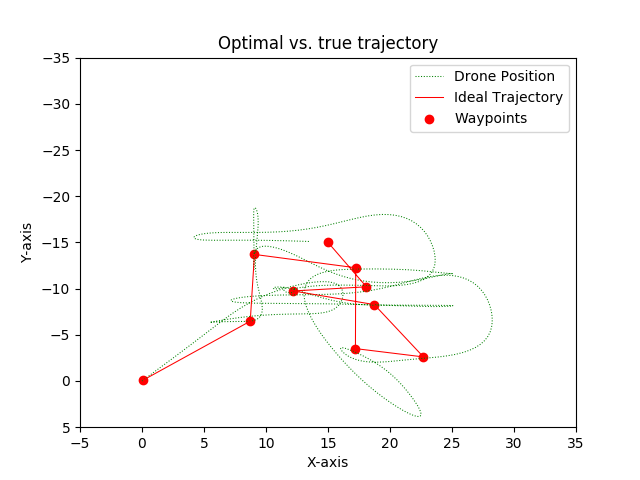 Optimal vs. true trajectory
Drone Position
Ideal Trajectory
Waypoints
Y-axis
−35
−30
−25
−20
−15
−10
−5
0
5
−5 0 5 10 15 20 25 30 35
X-axis